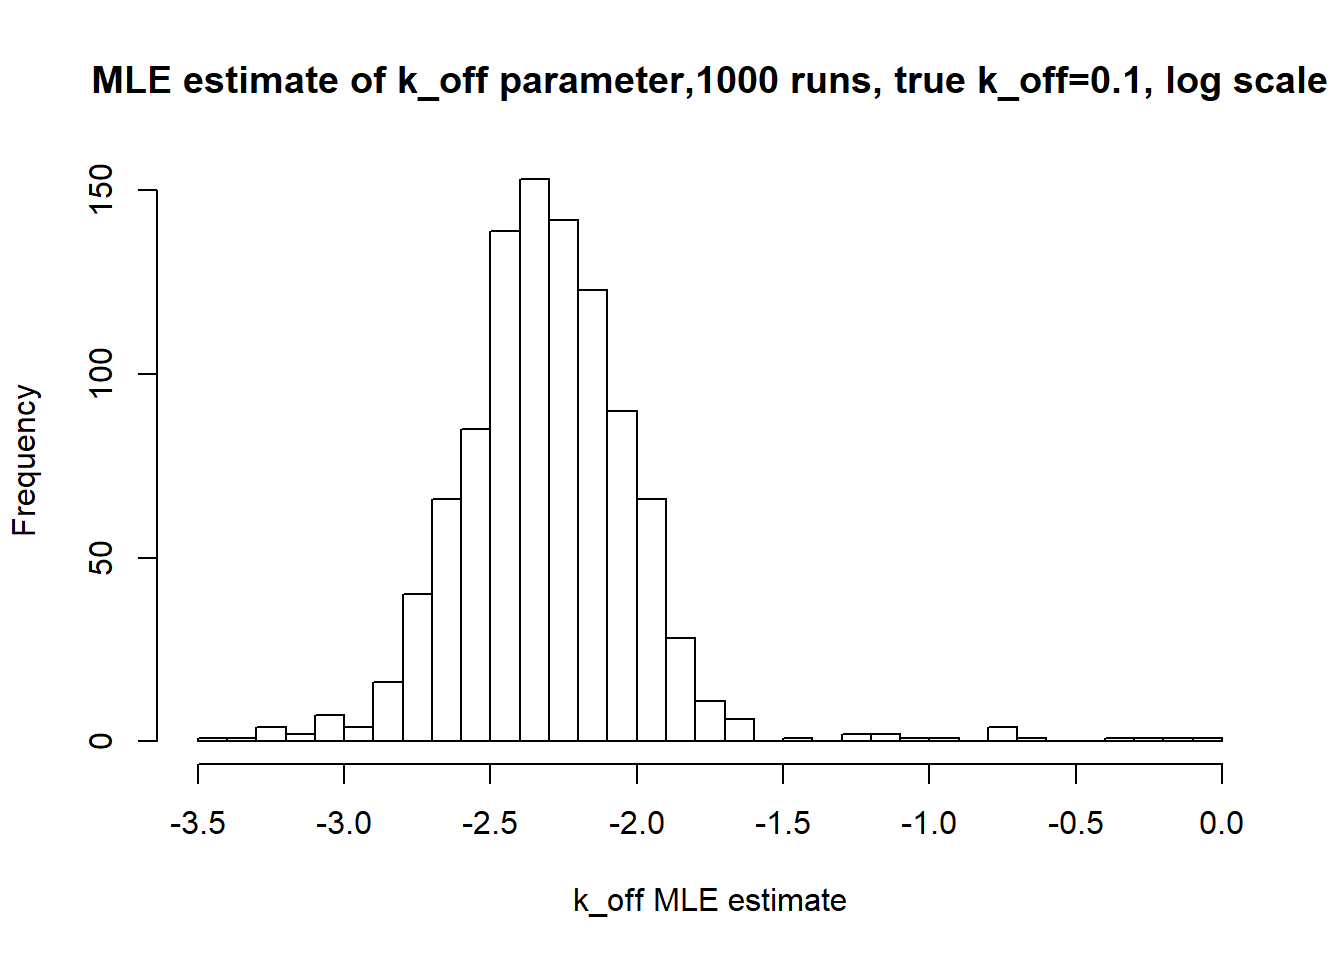 MLE estimate of k_off parameter,1000 runs, true k_off=0.1, log scale
150
100
50
0
Frequency
-3.5 -3.0 -2.5 -2.0 -1.5 -1.0 -0.5 0.0
k_off MLE estimate